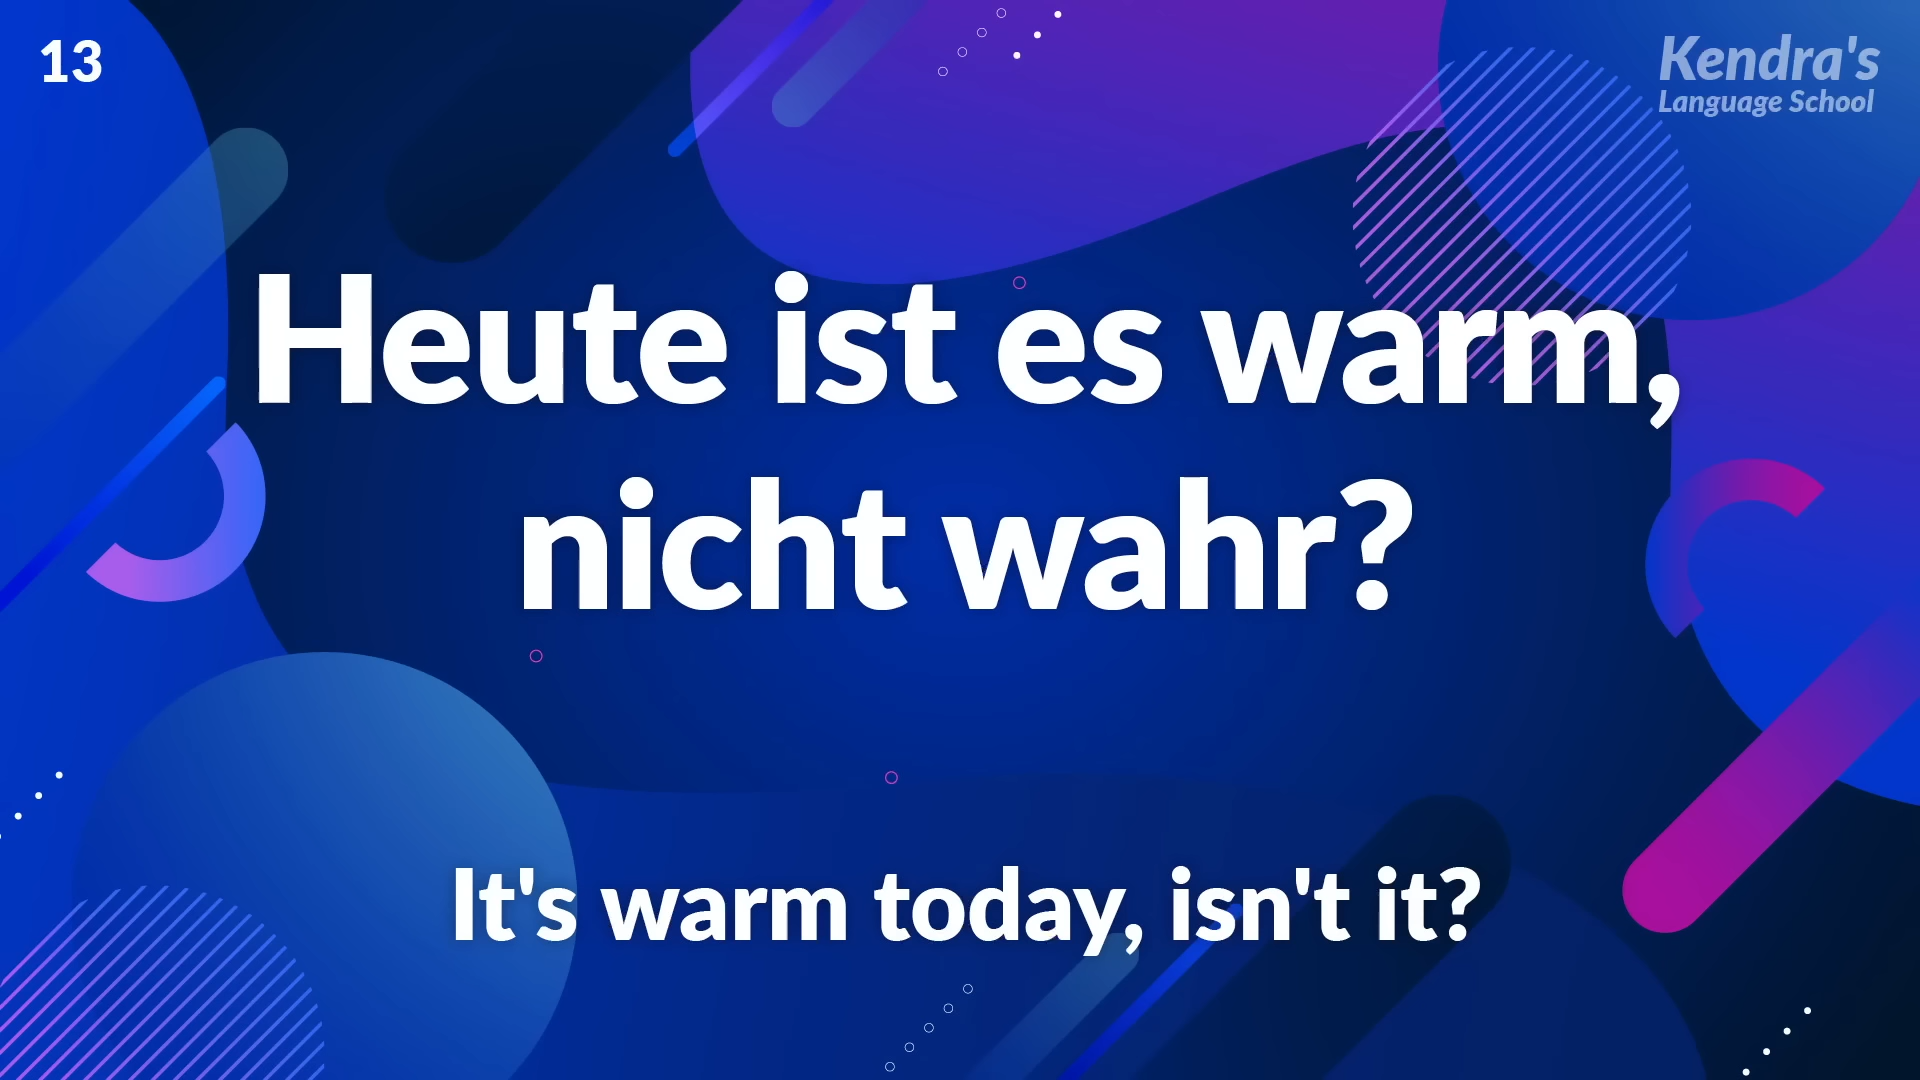 13
Kendra's
Language School
Heute ist es warm,
nicht wahr?
It's warm today, isn't it?